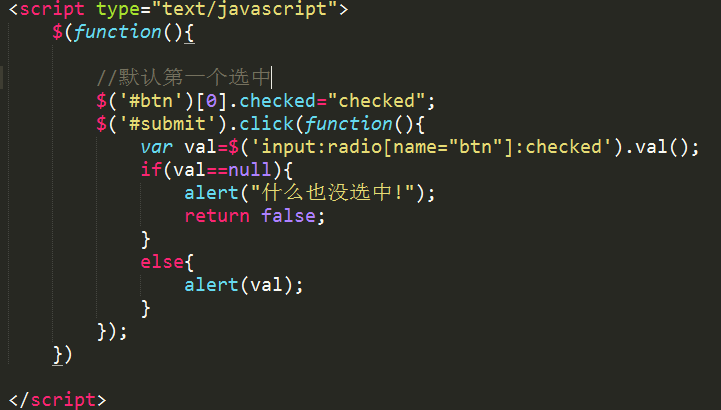 <script type="text/javascript">
$(function(){
//默认第一个选中
$('#btn')[0].checked="checked";
$('#submit').click(function(){
var val=$('input:radio[name="btn"]:checked').val();
if(val==null){
alert("什么也没选中!");
return false;
}
else{
alert(val);
}
});
})
</script>